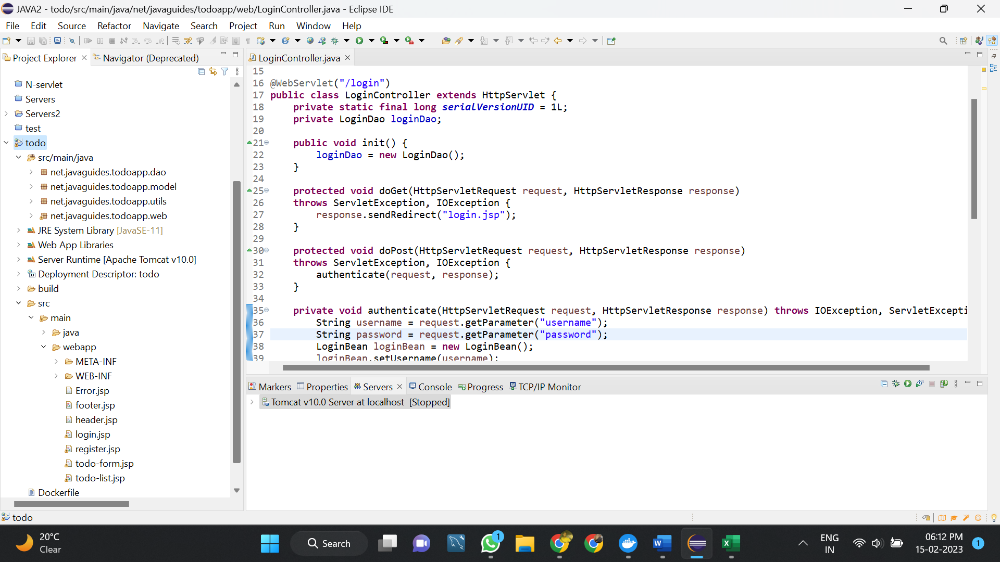 JAVA2 - todo/src/main/java/net/javaguides/todoapp/web/LoginController.java - Eclipse IDE
File Edit Source Refactor Navigate Search Project Run Window Help
Project Explorer Navigator (Deprecated)
N-servlet
Servers
Servers2
test
todo
src/main/java
net.javaguides.todoapp.dao
net.javaguides.todoapp.model
net.javaguides.todoapp.utils
net.javaguides.todoapp.web
JRE System Library [JavaSE-11]
Web App Libraries
Server Runtime [Apache Tomcat v10.0]
Deployment Descriptor: todo
build
src
main
java
webapp
META-INF
WEB-INF
Error.jsp
footer.jsp
header.jsp
login.jsp
register.jsp
todo-form.jsp
todo-list.jsp
Dockerfile
LoginController.java
15
16 @WebServlet("/login")
17 public class LoginController extends HttpServlet {
18 private static final long serialVersionUID = 1L;
19 private LoginDao loginDao;
20
21 public void init() {
22 loginDao = new LoginDao();
23 }
24
25 protected void doGet(HttpServletRequest request, HttpServletResponse response)
26 throws ServletException, IOException {
27 response.sendRedirect("login.jsp");
28 }
29
30 protected void doPost(HttpServletRequest request, HttpServletResponse response)
31 throws ServletException, IOException {
32 authenticate(request, response);
33 }
34
35 private void authenticate(HttpServletRequest request, HttpServletResponse response) throws IOException, ServletExcepti
36 String username = request.getParameter("username");
37 String password = request.getParameter("password");
38 LoginBean loginBean = new LoginBean();
39 loginBean.setUsername(username);
Markers Properties Servers Console Progress TCP/IP Monitor
Tomcat v10.0 Server at localhost [Stopped]
todo
20°C
Clear
Search
1
ENG
IN
06:12 PM
15-02-2023
1